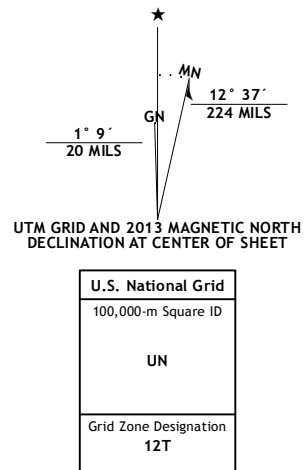 ★
MN
GN
12° 37´
224 MILS
1° 9´
20 MILS
UTM GRID AND 2013 MAGNETIC NORTH
DECLINATION AT CENTER OF SHEET
U.S. National Grid
100,000-m Square ID
UN
Grid Zone Designation
12T